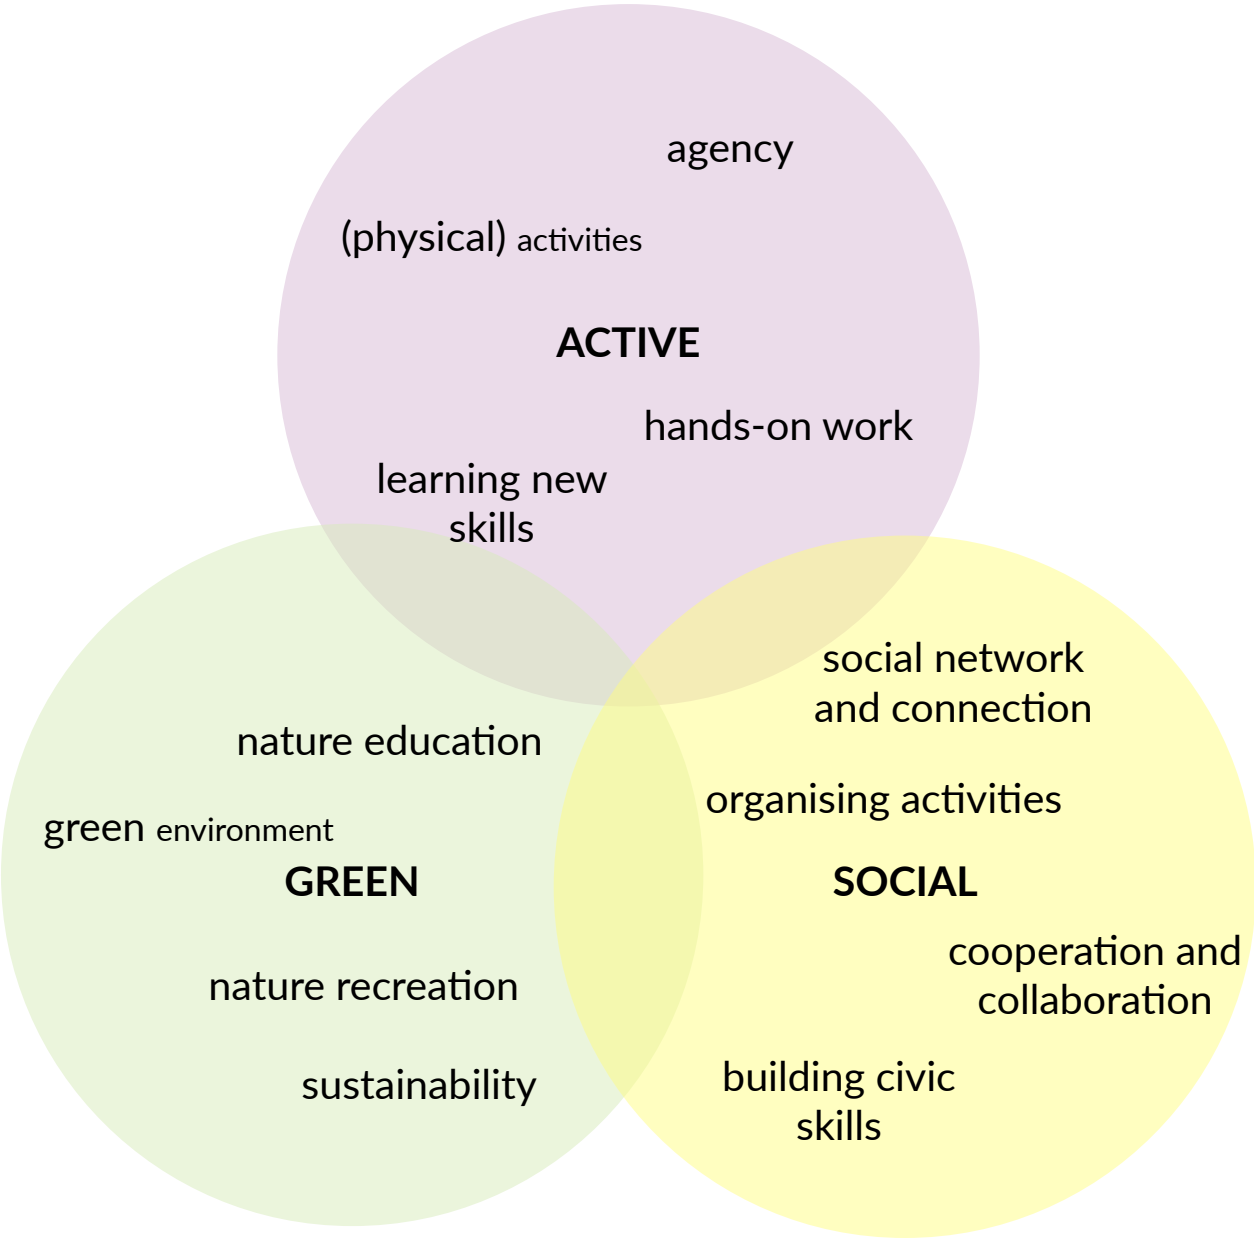 agency
(physical) activities
ACTIVE
hands-on work
learning new
skills
nature education
green environment
GREEN
nature recreation
sustainability
social network
and connection
organising activities
SOCIAL
cooperation and
collaboration
building civic
skills